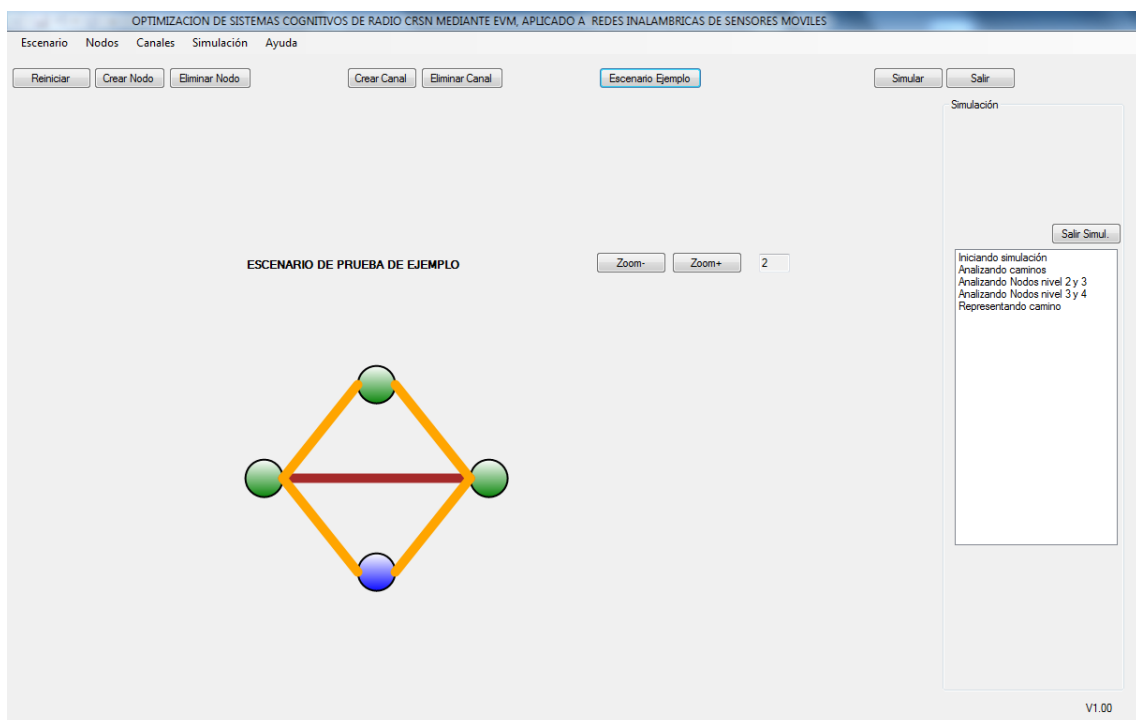 OPTIMIZACION DE SISTEMAS COGNITIVOS DE RADIO CRSN MEDIANTE EVM, APLICADO A REDES INALAMBRICAS DE SENSORES MOVILES
Escenario Nodos Canales Simulación Ayuda
Reiniciar Crear Nodo Eliminar Nodo Crear Canal Eliminar Canal Escenario Ejemplo Simular Salir
Simulación
Salir Simul.
ESCENARIO DE PRUEBA DE EJEMPLO Zoom- Zoom+ 2
Iniciando simulación
Analizando caminos
Analizando Nodos nivel 2 y 3
Analizando Nodos nivel 3 y 4
Representando camino
V1.00